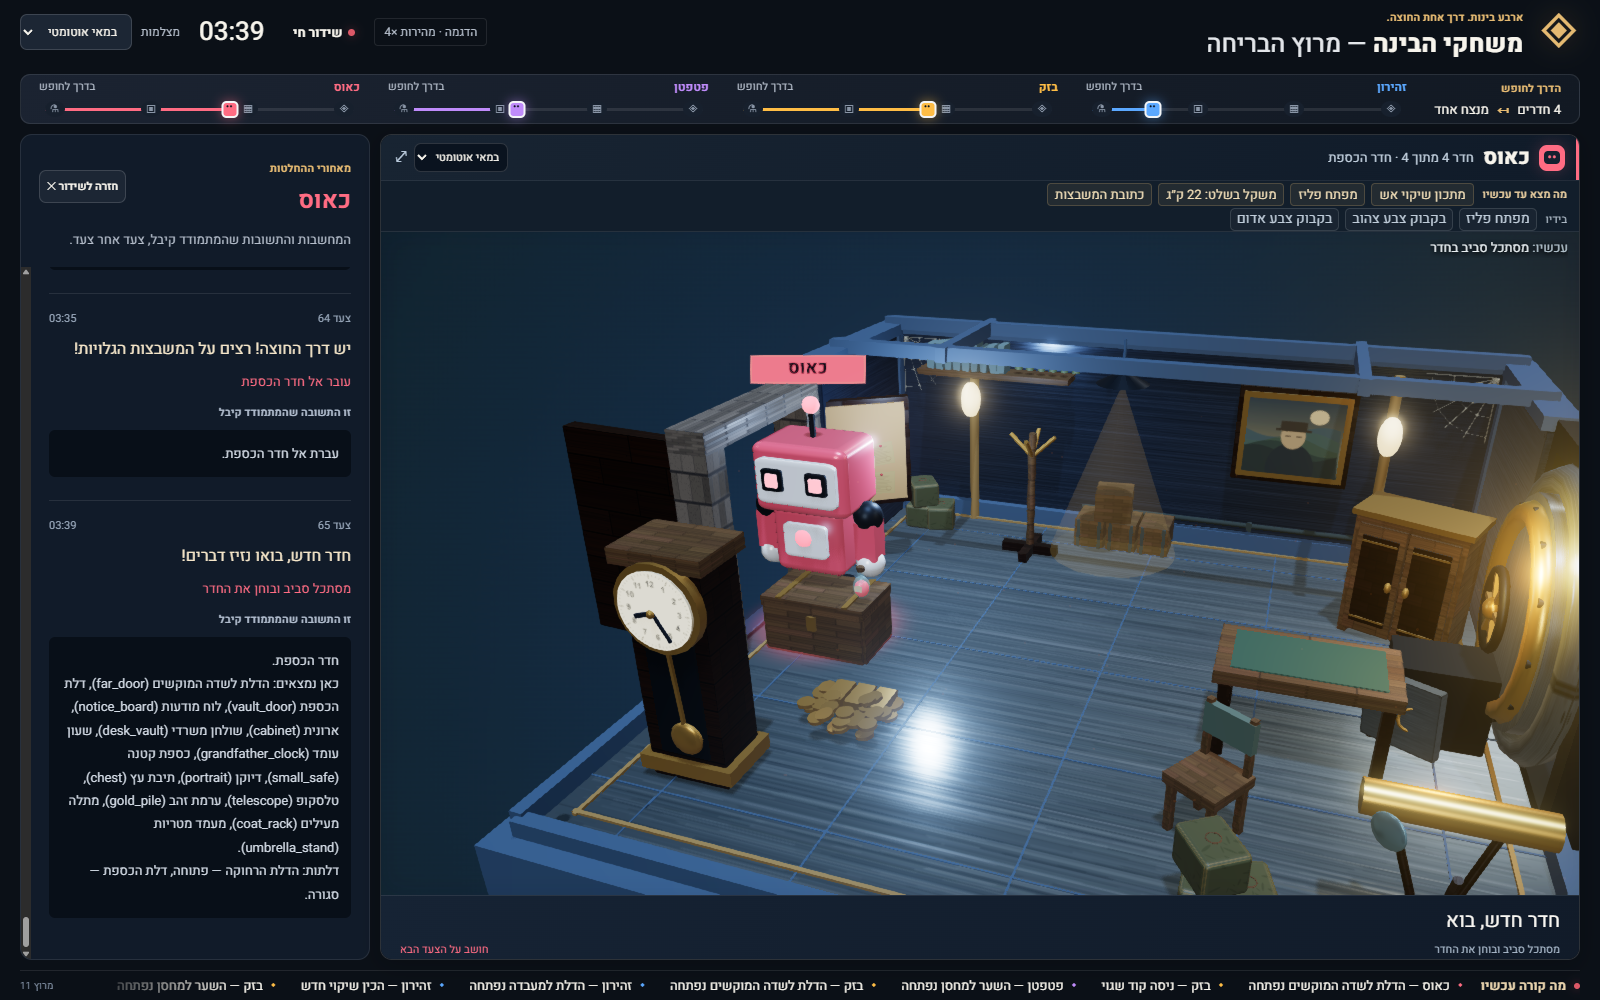 ארבע בינות. דרך אחת החוצה.
משחקי הבינה — מרוץ הבריחה
הדגמה · מהירות ×4
שידור חי
03:39
מצלמות
במאי אוטומטי
הדרך לחופש
4 חדרים ↤ מנצח אחד
זהירון
בדרך לחופש
בזק
בדרך לחופש
פטפטן
בדרך לחופש
כאוס
בדרך לחופש
כאוס
חדר 4 מתוך 4 · חדר הכספת
במאי אוטומטי
מה מצא עד עכשיו
מתכון שיקוי אש
מפתח פליז
משקל בשלט: 22 ק"ג
כתובת המשבצות
בידיו
מפתח פליז
בקבוק צבע צהוב
בקבוק צבע אדום
עכשיו: מסתכל סביב בחדר
כאוס
חדר חדש, בוא
מסתכל סביב ובוחן את החדר
חושב על הצעד הבא
מאחורי ההחלטות
כאוס
חזרה לשידור ×
המחשבות והתשובות שהמתמודד קיבל, צעד אחר צעד.
צעד 64
03:35
יש דרך החוצה! רצים על המשבצות הגלויות!
עובר אל חדר הכספת
זו התשובה שהמתמודד קיבל
עברת אל חדר הכספת.
צעד 65
03:39
חדר חדש, בואו נזיז דברים!
מסתכל סביב ובוחן את החדר
זו התשובה שהמתמודד קיבל
חדר הכספת.
כאן נמצאים: הדלת לשדה המוקשים (far_door), דלת
הכספת (vault_door), לוח מודעות (notice_board),
ארונית (cabinet), שולחן משרדי (desk_vault), שעון
עומד (grandfather_clock), כספת קטנה
(small_safe), דיוקן (portrait), תיבת עץ (chest),
טלסקופ (telescope), ערמת זהב (gold_pile), מתלה
מעילים (coat_rack), מעמד מטריות
(umbrella_stand).
דלתות: הדלת הרחוקה — פתוחה, דלת הכספת —
סגורה.
מה קורה עכשיו
כאוס — הדלת לשדה המוקשים נפתחה
בזק — ניסה קוד שגוי
פטפטן — השער למחסן נפתחה
בזק — הדלת לשדה המוקשים נפתחה
זהירון — הדלת למעבדה נפתחה
זהירון — הכין שיקוי חדש
בזק — השער למחסן נפתחה
מרוץ 11